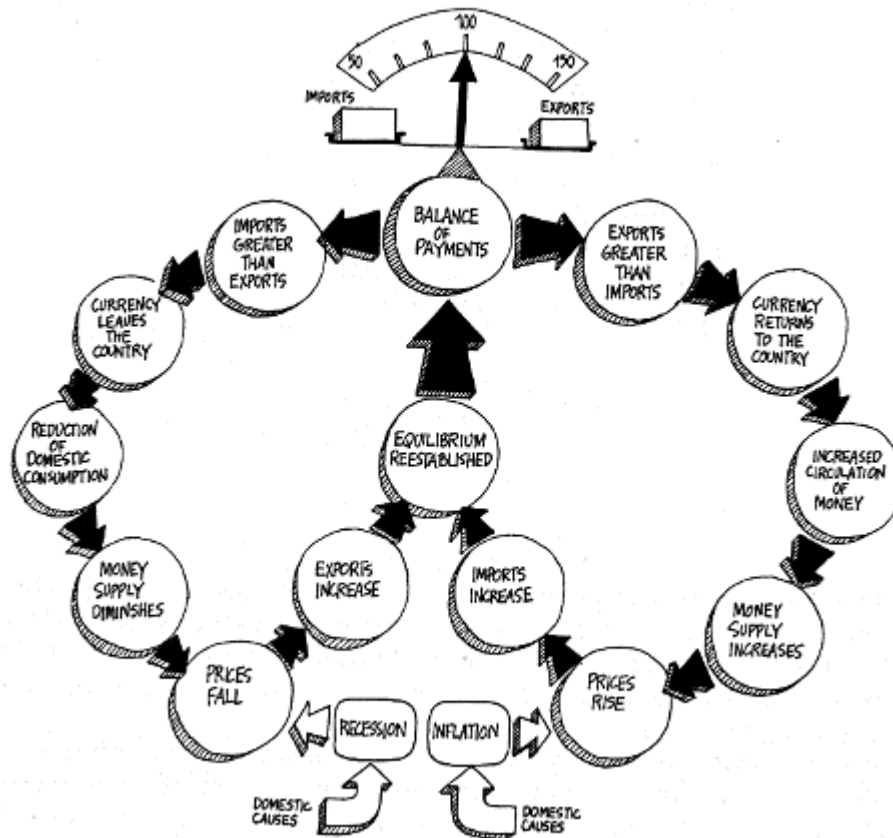 50
100
150
IMPORTS
EXPORTS
BALANCE
OF
PAYMENTS
IMPORTS
GREATER
THAN
EXPORTS
CURRENCY
LEAVES
THE
COUNTRY
REDUCTION
OF
DOMESTIC
CONSUMPTION
MONEY
SUPPLY
DIMINSHES
PRICES
FALL
EXPORTS
INCREASE
EQUILIBRIUM
REESTABLISHED
EXPORTS
GREATER
THAN
IMPORTS
CURRENCY
RETURNS
TO THE
COUNTRY
INCREASED
CIRCULATION
OF
MONEY
MONEY
SUPPLY
INCREASES
PRICES
RISE
IMPORTS
INCREASE
RECESSION
INFLATION
DOMESTIC
CAUSES
DOMESTIC
CAUSES